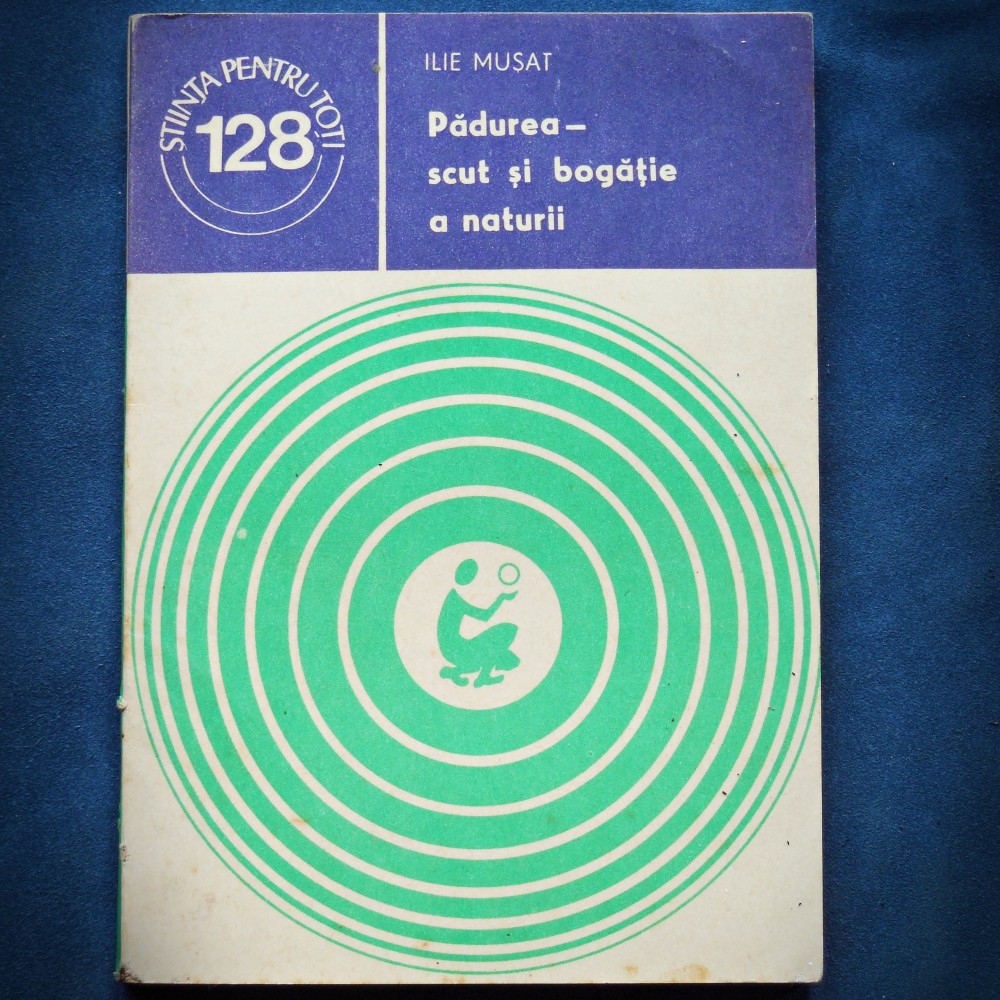 ȘTIINȚA PENTRU TOȚI
128
ILIE MUȘAT
Pădurea—
scut și bogăție
a naturii